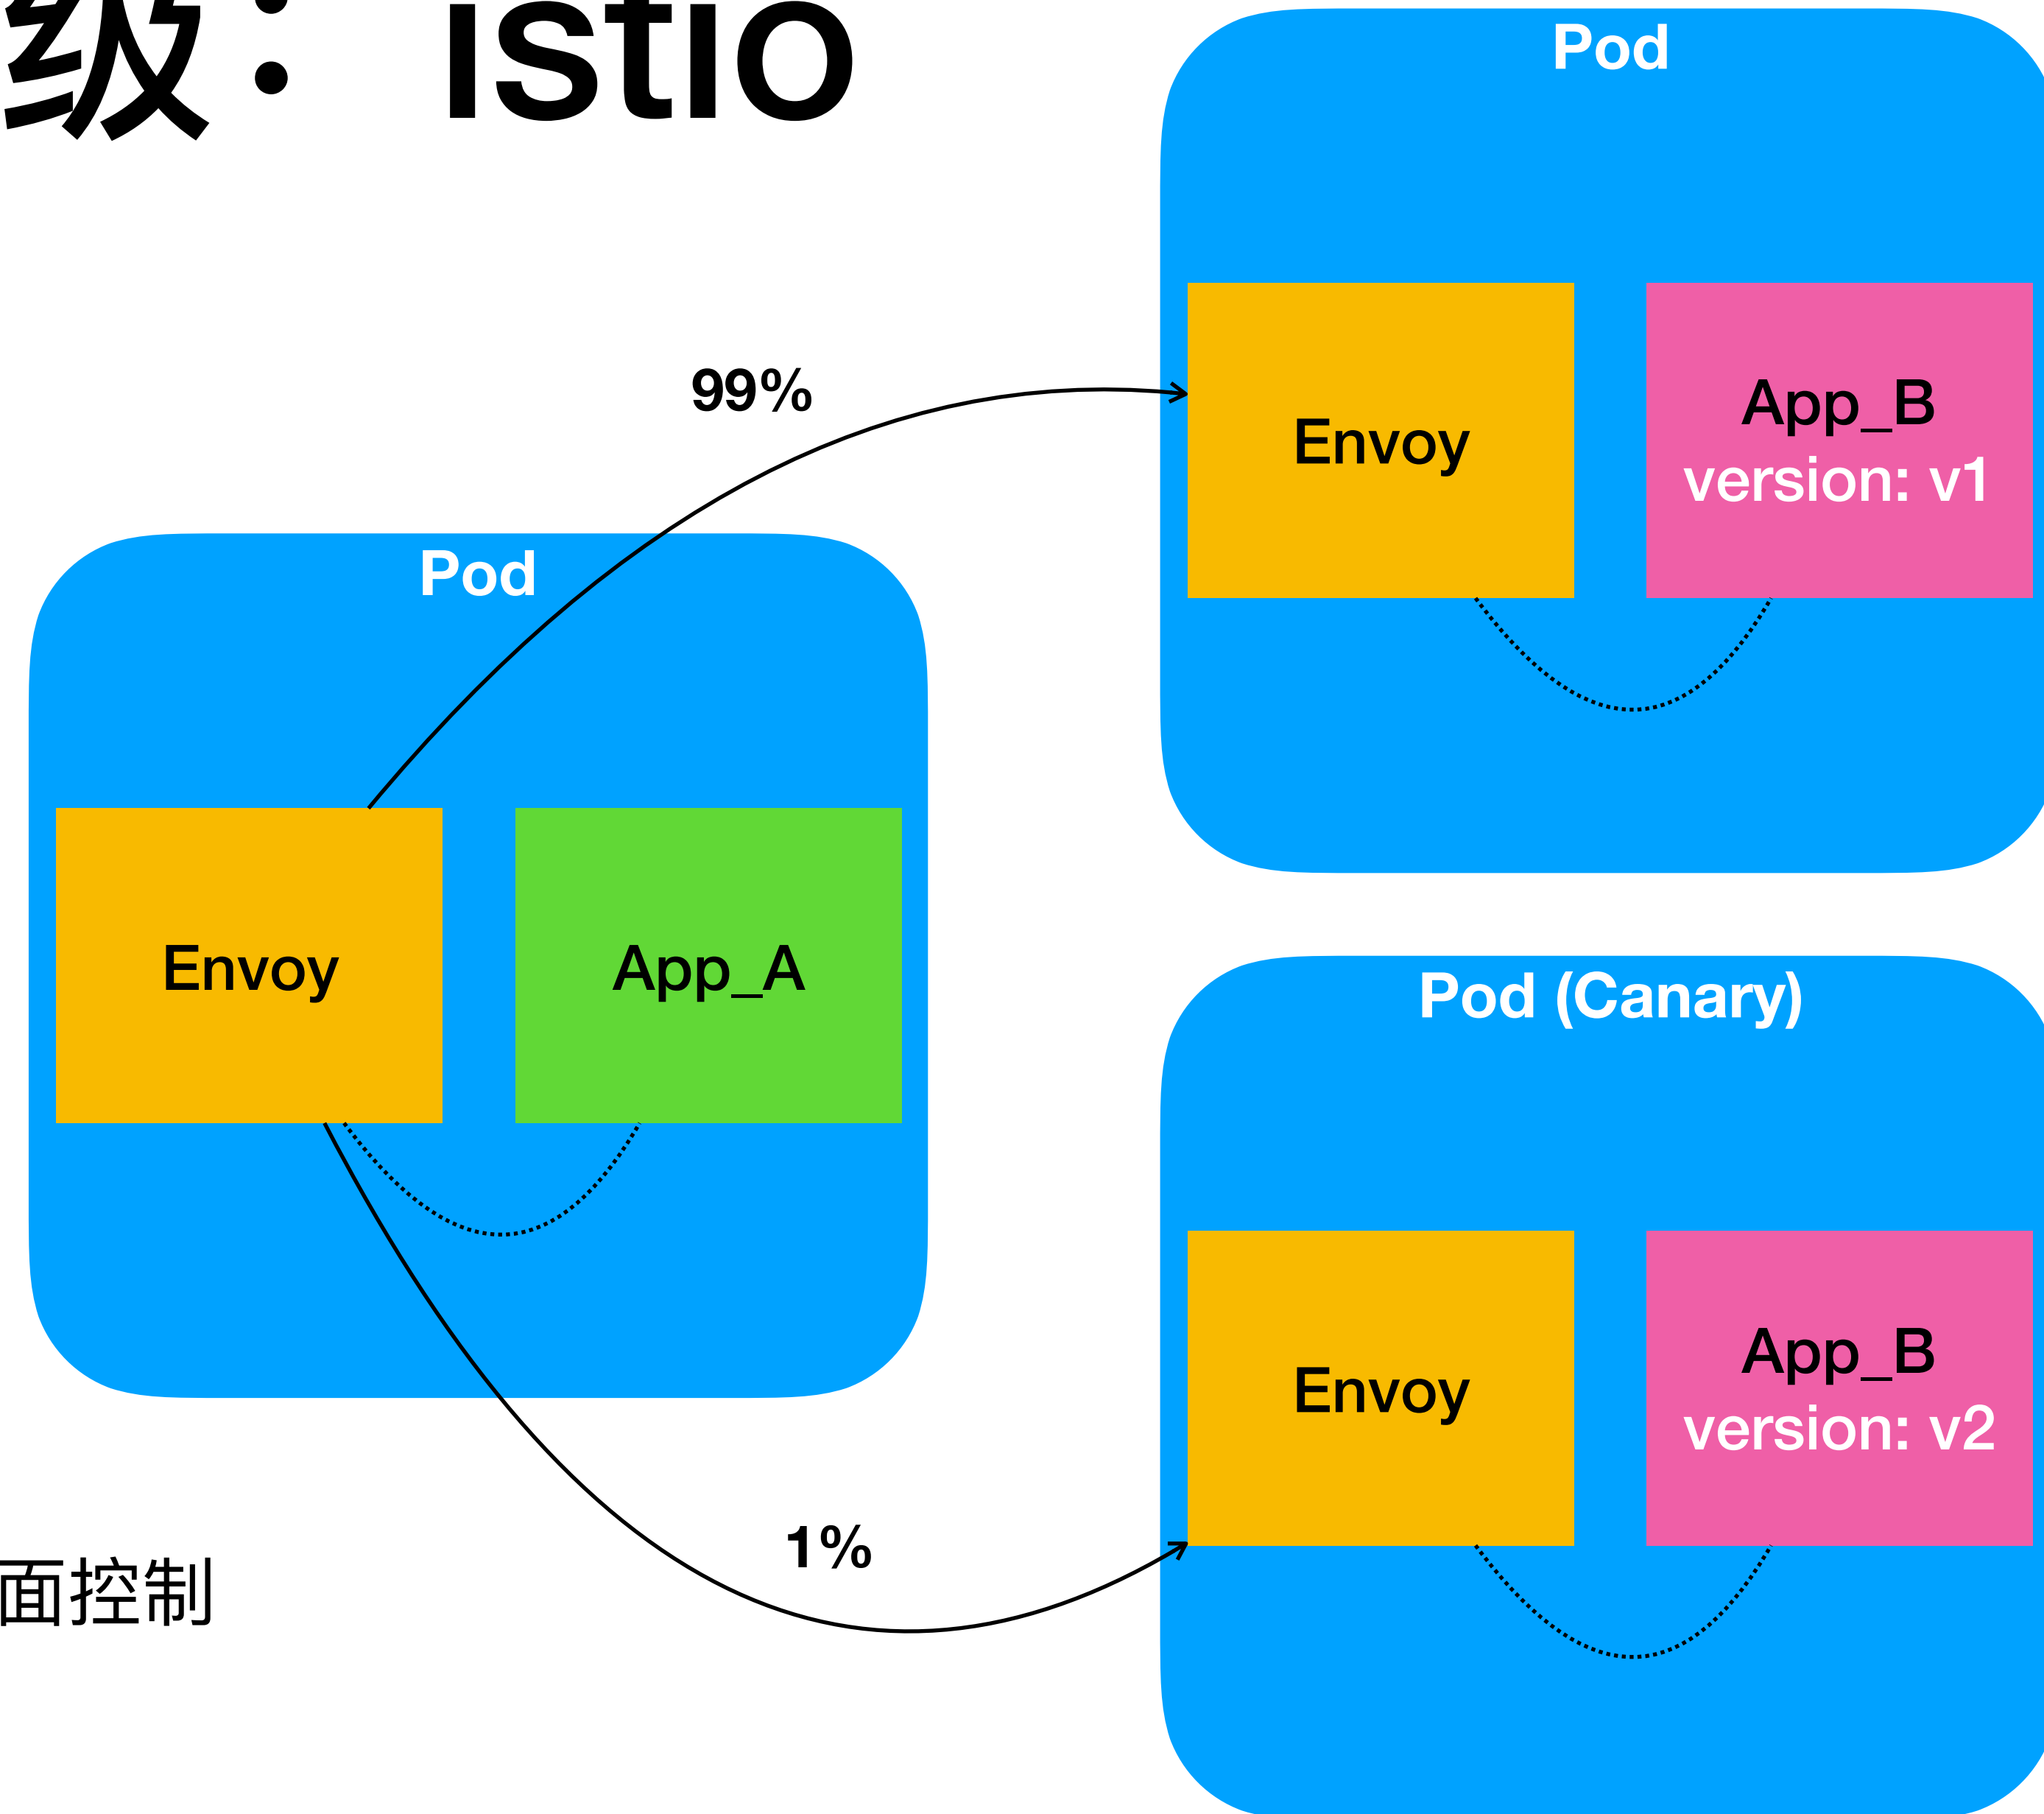 级：istio
Pod
Envoy
App_B
version: v1
99%
Pod
Envoy
App_A
Pod (Canary)
Envoy
App_B
version: v2
1%
面控制